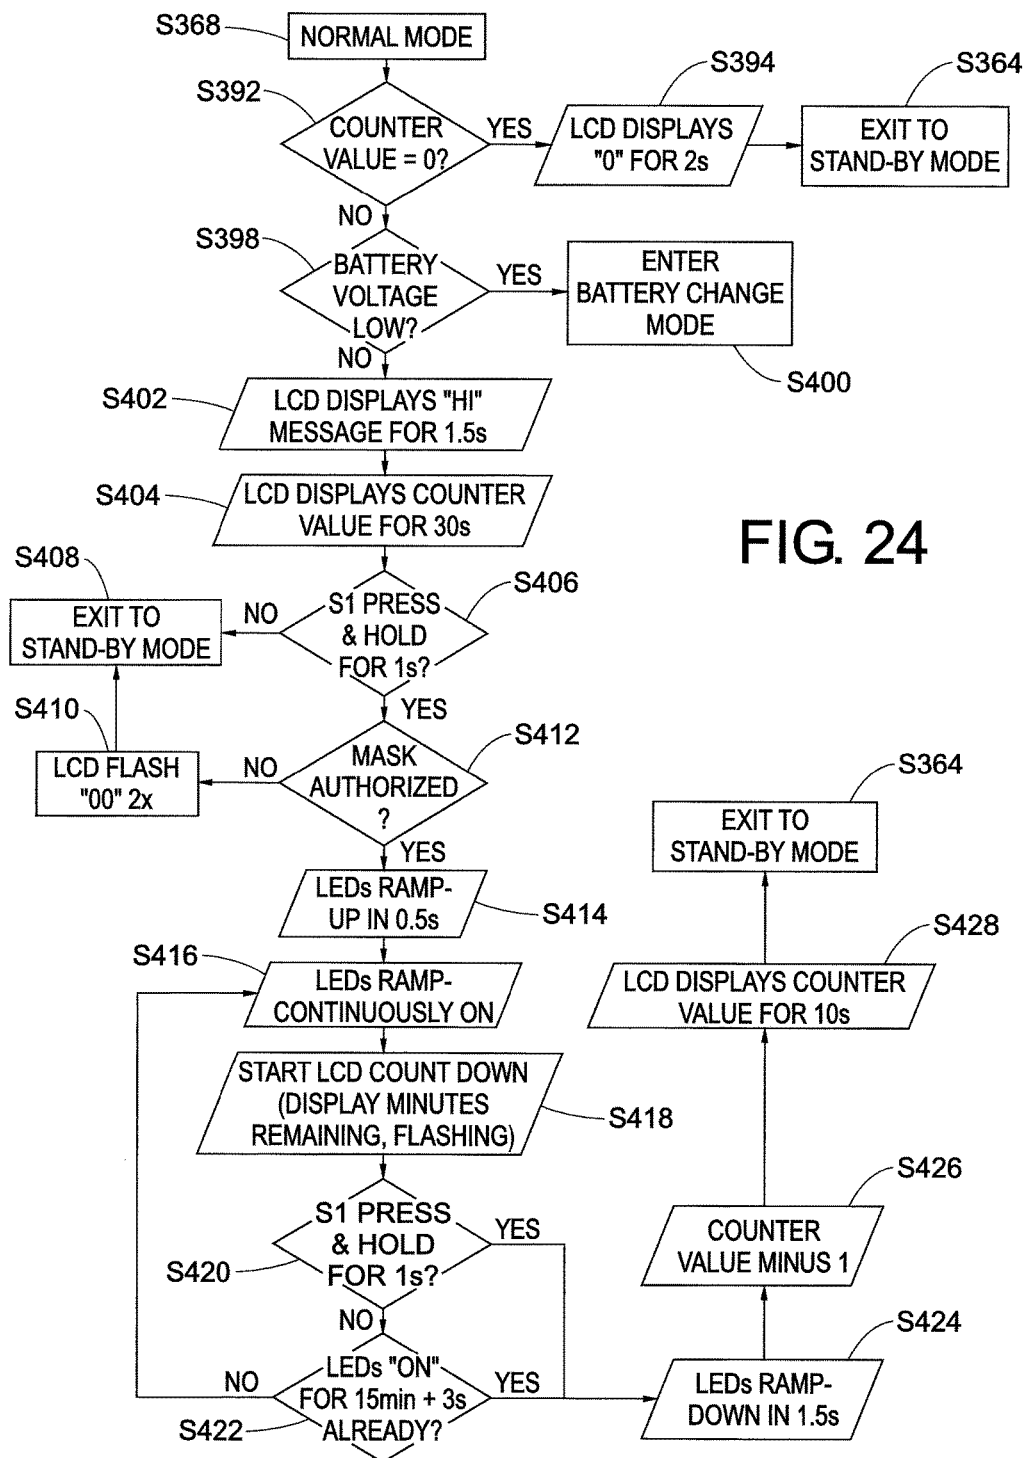 S368
NORMAL MODE
S392
COUNTER
VALUE = 0?
YES
S394
LCD DISPLAYS
"0" FOR 2s
S364
EXIT TO
STAND-BY MODE
NO
S398
BATTERY
VOLTAGE
LOW?
YES
ENTER
BATTERY CHANGE
MODE
S400
NO
S402
LCD DISPLAYS "HI"
MESSAGE FOR 1.5s
S404
LCD DISPLAYS COUNTER
VALUE FOR 30s
FIG. 24
S406
S1 PRESS
& HOLD
FOR 1s?
NO
S408
EXIT TO
STAND-BY MODE
YES
S410
LCD FLASH
"00" 2x
NO
S412
MASK
AUTHORIZED
?
YES
LEDs RAMP-
UP IN 0.5s
S414
S416
LEDs RAMP-
CONTINUOUSLY ON
START LCD COUNT DOWN
(DISPLAY MINUTES
REMAINING, FLASHING)
S418
S1 PRESS
& HOLD
FOR 1s?
S420
YES
NO
LEDs "ON"
FOR 15min + 3s
ALREADY?
S422
NO
YES
S424
LEDs RAMP-
DOWN IN 1.5s
S426
COUNTER
VALUE MINUS 1
S428
LCD DISPLAYS COUNTER
VALUE FOR 10s
S364
EXIT TO
STAND-BY MODE